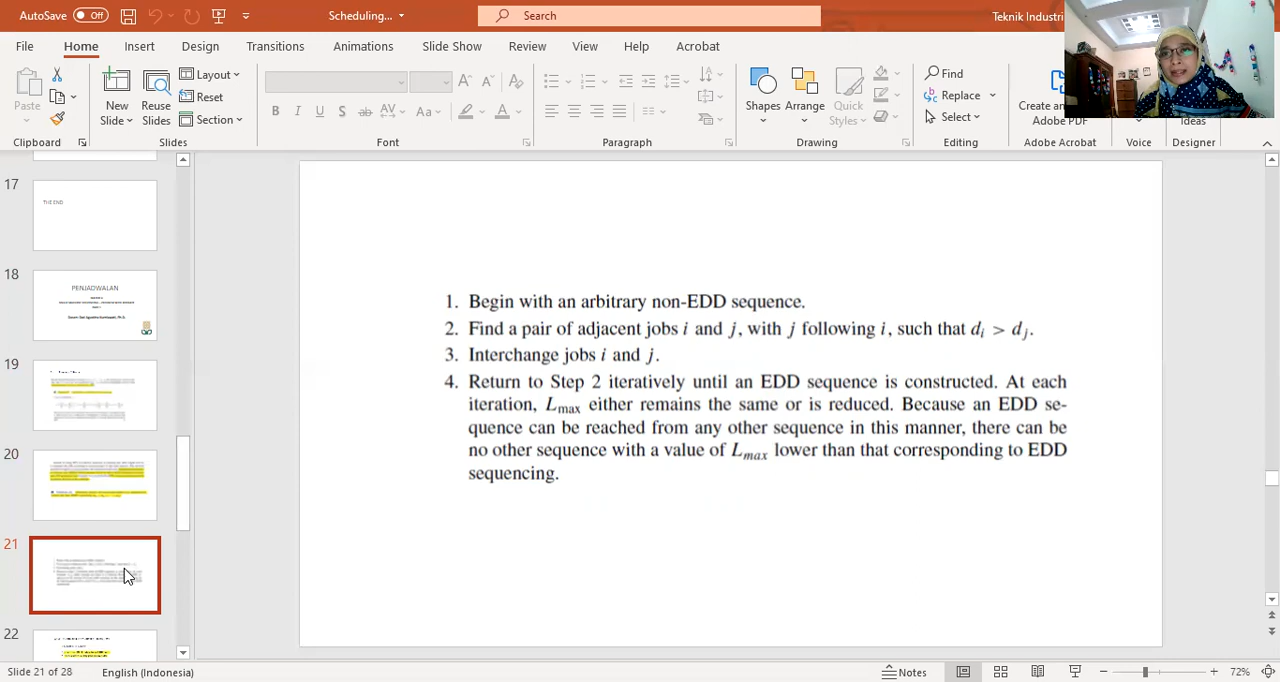 AutoSave Off Scheduling... Search Teknik Industri
File Home Insert Design Transitions Animations Slide Show Review View Help Acrobat
Paste
New Slide
Reuse Slides
Layout
Reset
Section
Shapes
Arrange
Quick Styles
Find
Replace
Select
Create an
Adobe PDF
Ideas
Clipboard Slides Font Paragraph Drawing Editing Adobe Acrobat Voice Designer
17
THE END
18
PENJADWALAN
19
20
21
22
1. Begin with an arbitrary non-EDD sequence.
2. Find a pair of adjacent jobs i and j, with j following i, such that d_i > d_j.
3. Interchange jobs i and j.
4. Return to Step 2 iteratively until an EDD sequence is constructed. At each
iteration, L_max either remains the same or is reduced. Because an EDD se-
quence can be reached from any other sequence in this manner, there can be
no other sequence with a value of L_max lower than that corresponding to EDD
sequencing.
Slide 21 of 28 English (Indonesia) Notes 72%